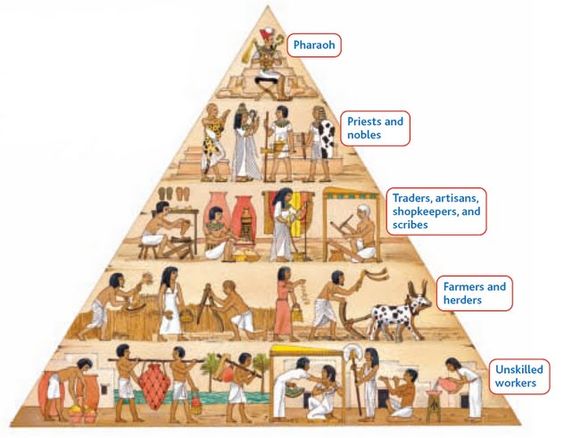 Pharaoh
Priests and
nobles
Traders, artisans,
shopkeepers, and
scribes
Farmers and
herders
Unskilled
workers